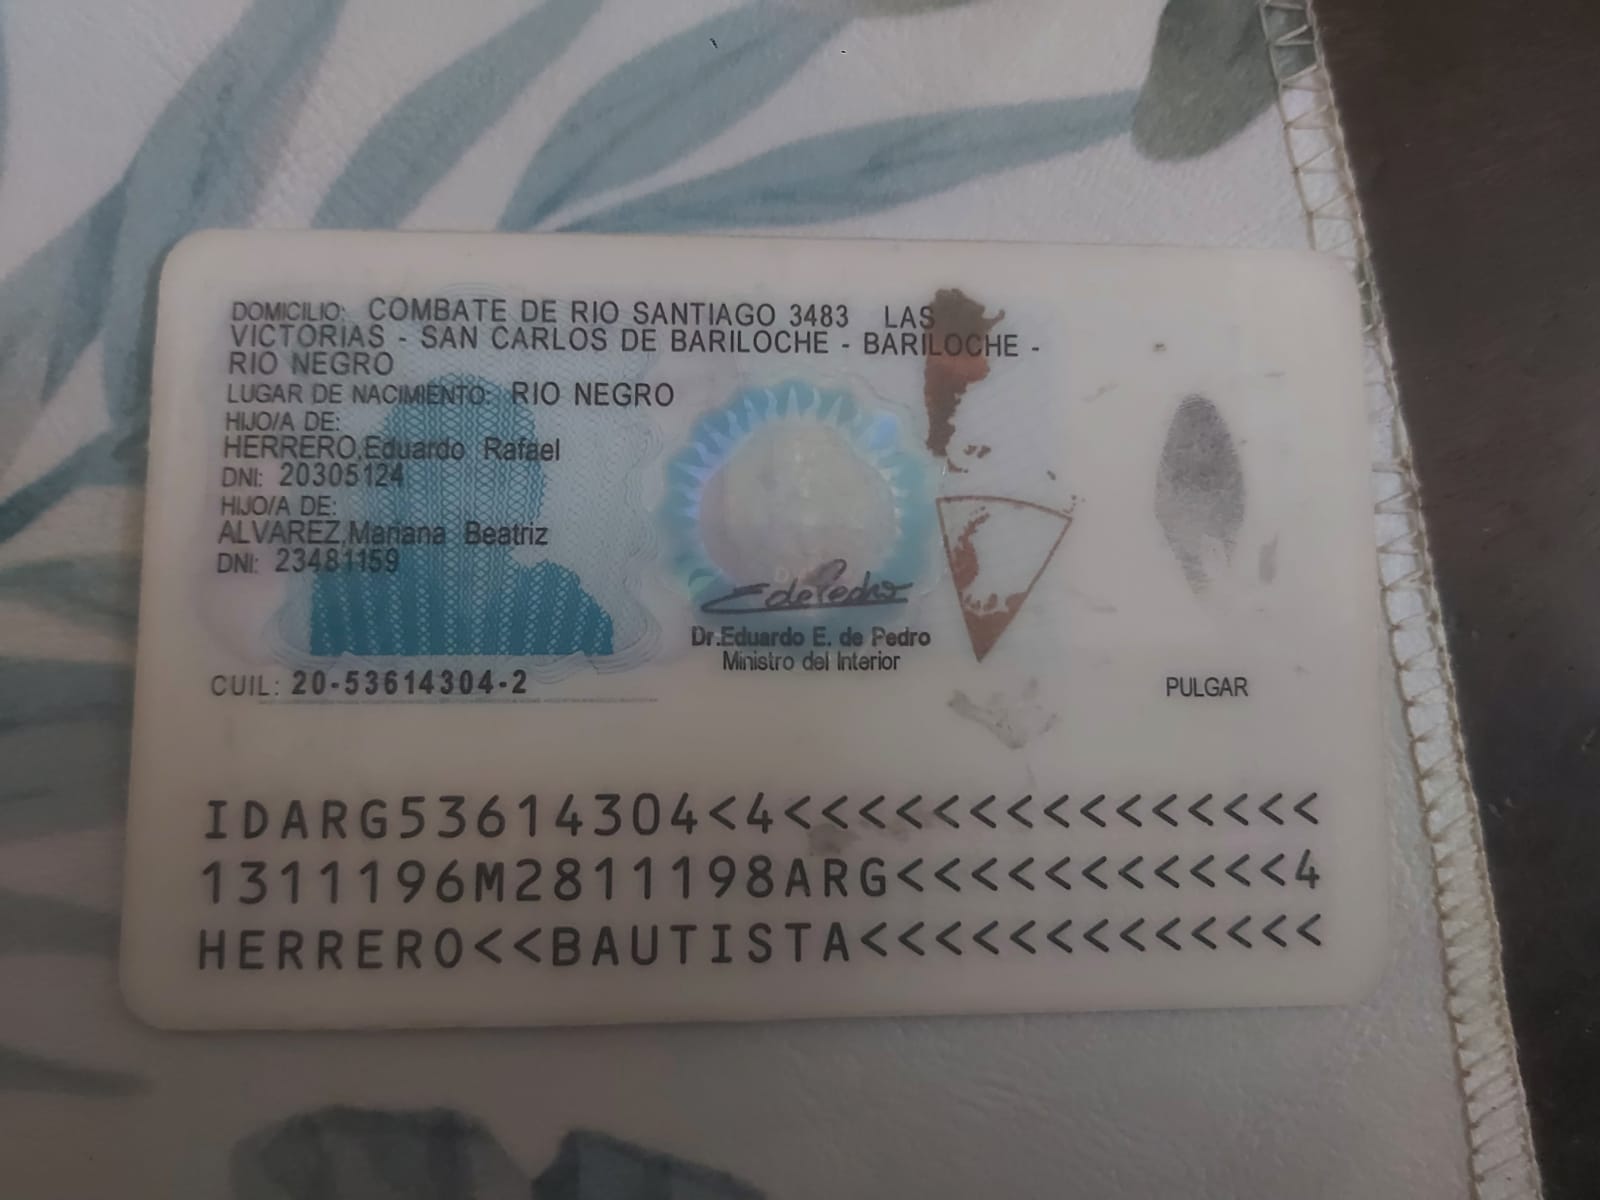 DOMICILIO: COMBATE DE RIO SANTIAGO 3483 LAS
VICTORIAS - SAN CARLOS DE BARILOCHE - BARILOCHE -
RIO NEGRO
LUGAR DE NACIMIENTO: RIO NEGRO
HIJO/A DE:
HERRERO,Eduardo Rafael
DNI: 20305124
HIJO/A DE:
ALVAREZ,Mariana Beatriz
DNI: 23481159
EdePedro
Dr.Eduardo E. de Pedro
Ministro del Interior
CUIL: 20-53614304-2
PULGAR
IDARG53614304<4<<<<<<<<<<<<<<<
1311196M2811198ARG<<<<<<<<<<<4
HERRERO<<BAUTISTA<<<<<<<<<<<<<